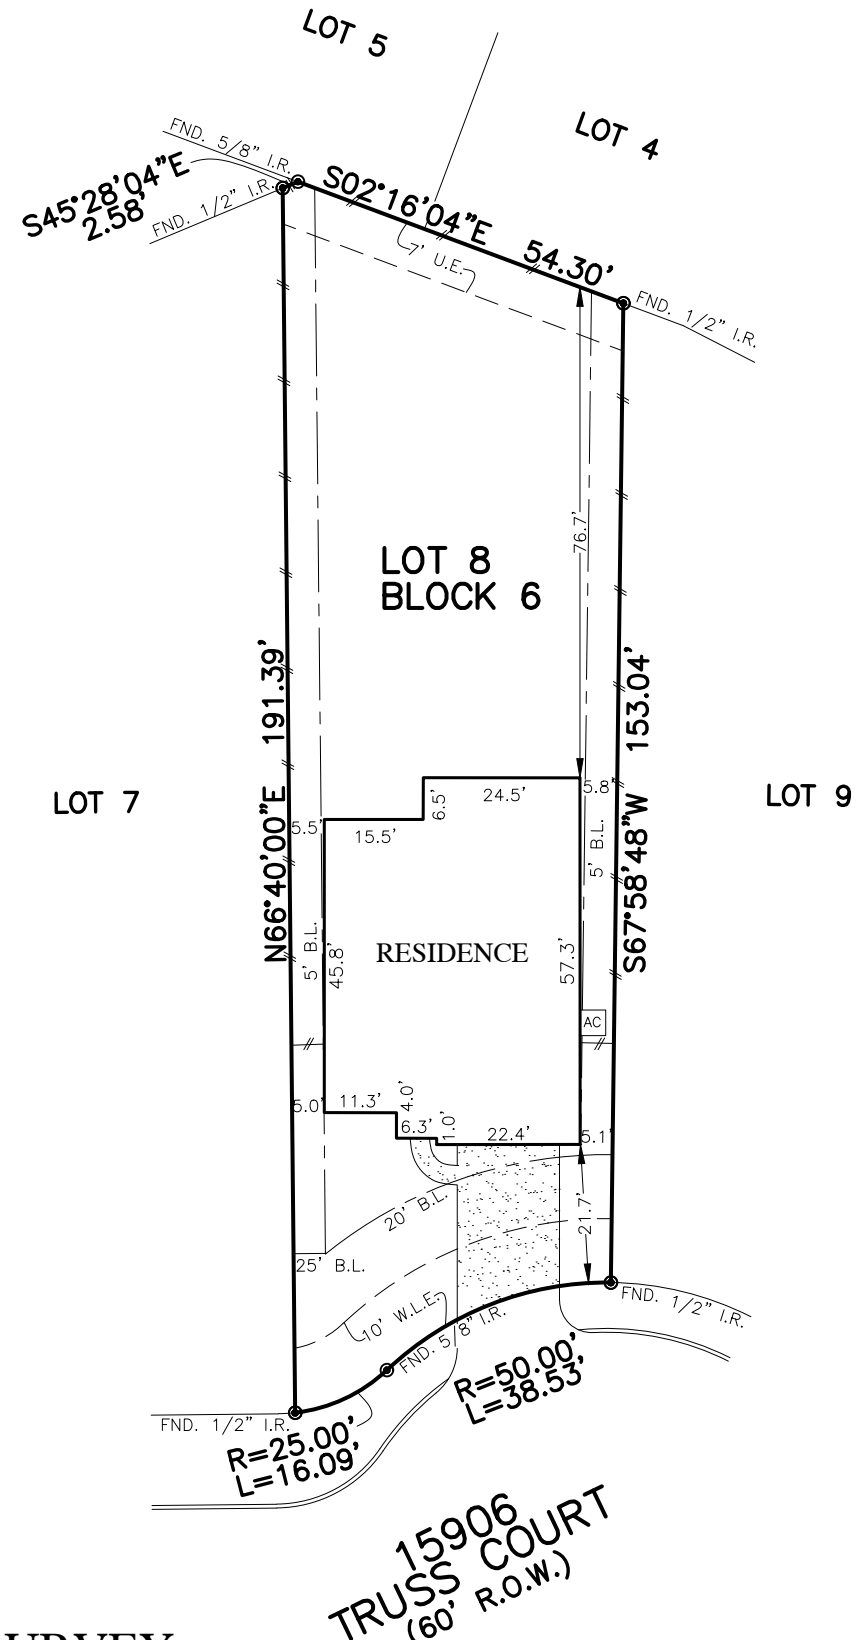 LOT 5
LOT 4
FND. 5/8" I.R.
S45°28'04"E
2.58'
FND. 1/2" I.R.
S02°16'04"E 54.30'
7' U.E.
FND. 1/2" I.R.
76.7'
LOT 8
BLOCK 6
N66°40'00"E 191.39'
S67°58'48"W 153.04'
LOT 7
LOT 9
5.8'
24.5'
6.5'
5.5'
15.5'
5' B.L.
5' B.L.
45.8'
RESIDENCE
57.3'
AC
5.0'
11.3'
4.0'
6.3'
1.0'
22.4'
5.1'
20' B.L.
21.7'
25' B.L.
10' W.L.E.
FND. 5/8" I.R.
FND. 1/2" I.R.
R=50.00'
L=38.53'
FND. 1/2" I.R.
R=25.00'
L=16.09'
15906
TRUSS COURT
(60' R.O.W.)